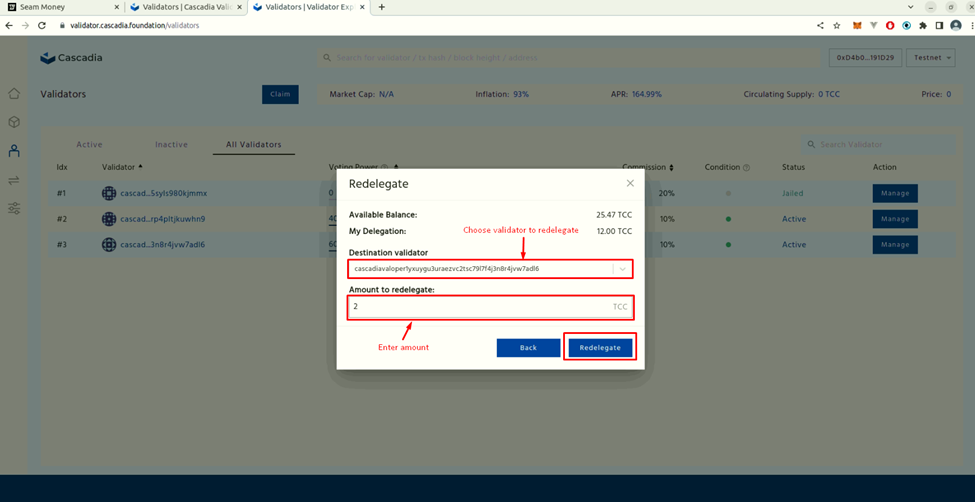 Seam Money
Validators | Cascadia Vali
Validators | Validator Exp
validator.cascadia.foundation/validators
Cascadia
Search for validator / tx hash / block height / address
0xD4b0...191D29
Testnet
Validators
Claim
Market Cap: N/A
Inflation: 93%
APR: 164.99%
Circulating Supply: 0 TCC
Price: 0
Active
Inactive
All Validators
Search Validator
Idx
Validator
Voting Power
Commission
Condition
Status
Action
#1
cascad...5syls980kjmmx
0
20%
Jailed
Manage
#2
cascad...rp4pltjkuwhn9
40
10%
Active
Manage
#3
cascad...3n8r4jvw7adl6
60
10%
Active
Manage
Redelegate
Available Balance:
25.47 TCC
My Delegation:
12.00 TCC
Choose validator to redelegate
Destination validator
cascadiavaloper1yxuygu3uraezvc2tsc79l7f4j3n8r4jvw7adl6
Amount to redelegate:
2
TCC
Enter amount
Back
Redelegate